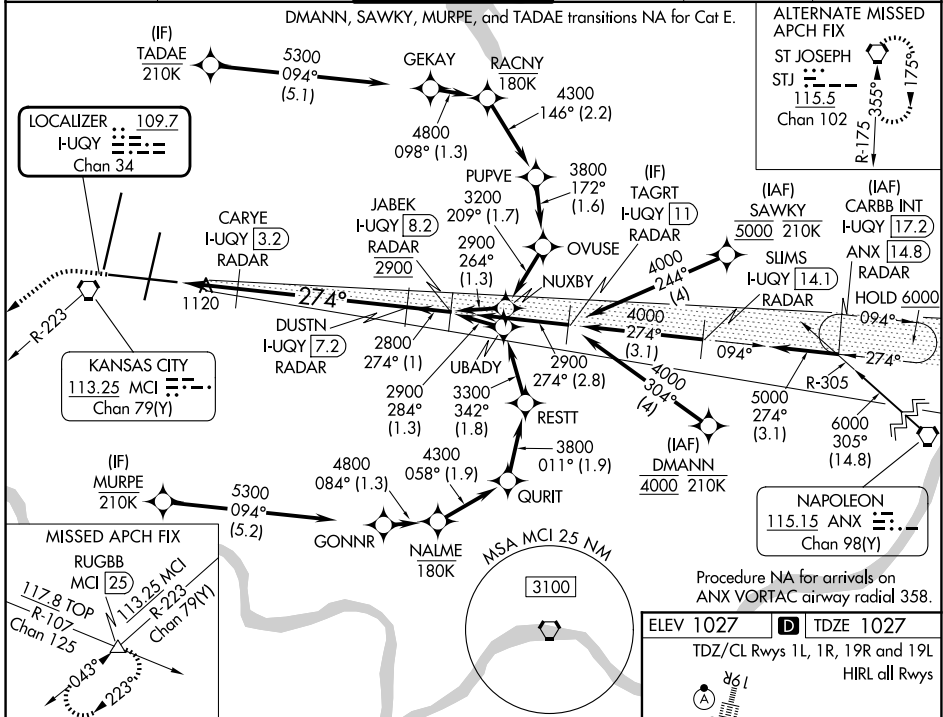 DMANN, SAWKY, MURPE, and TADAE transitions NA for Cat E.
(IF)
TADAE
210K
5300
094°
(5.1)
GEKAY
4800
098° (1.3)
RACNY
180K
4300
146° (2.2)
PUPVE
3800
172°
(1.6)
OVUSE
3200
209° (1.7)
NUXBY
ALTERNATE MISSED
APCH FIX
ST JOSEPH
STJ
115.5
Chan 102
R-175
355°
175°
LOCALIZER 109.7
I-UQY
Chan 34
CARYE
I-UQY 3.2
RADAR
JABEK
I-UQY 8.2
RADAR
2900
2900
264°
(1.3)
(IF)
TAGRT
I-UQY 11
RADAR
(IAF)
SAWKY
5000 210K
4000
244°
(4)
SLIMS
I-UQY 14.1
RADAR
(IAF)
CARBB INT
I-UQY 17.2
ANX 14.8
RADAR
HOLD 6000
094°
274°
1120
274°
R-223
DUSTN
I-UQY 7.2
RADAR
2800
274° (1)
UBADY
2900
274° (2.8)
4000
274°
(3.1)
094°
R-305
5000
274°
(3.1)
6000
305°
(14.8)
KANSAS CITY
113.25 MCI
Chan 79(Y)
2900
284°
(1.3)
3300
342°
(1.8)
RESTT
4000
304°
(4)
(IAF)
DMANN
4000 210K
3800
011° (1.9)
QURIT
4300
058° (1.9)
4800
084° (1.3)
(IF)
MURPE
210K
5300
094°
(5.2)
GONNR
NALME
180K
NAPOLEON
115.15 ANX
Chan 98(Y)
MISSED APCH FIX
RUGBB
MCI 25
117.8 TOP
R-107
Chan 125
113.25 MCI
R-223
Chan 79(Y)
043°
223°
MSA MCI 25 NM
3100
Procedure NA for arrivals on
ANX VORTAC airway radial 358.
ELEV 1027 D TDZE 1027
TDZ/CL Rwys 1L, 1R, 19R and 19L
HIRL all Rwys
19R
A